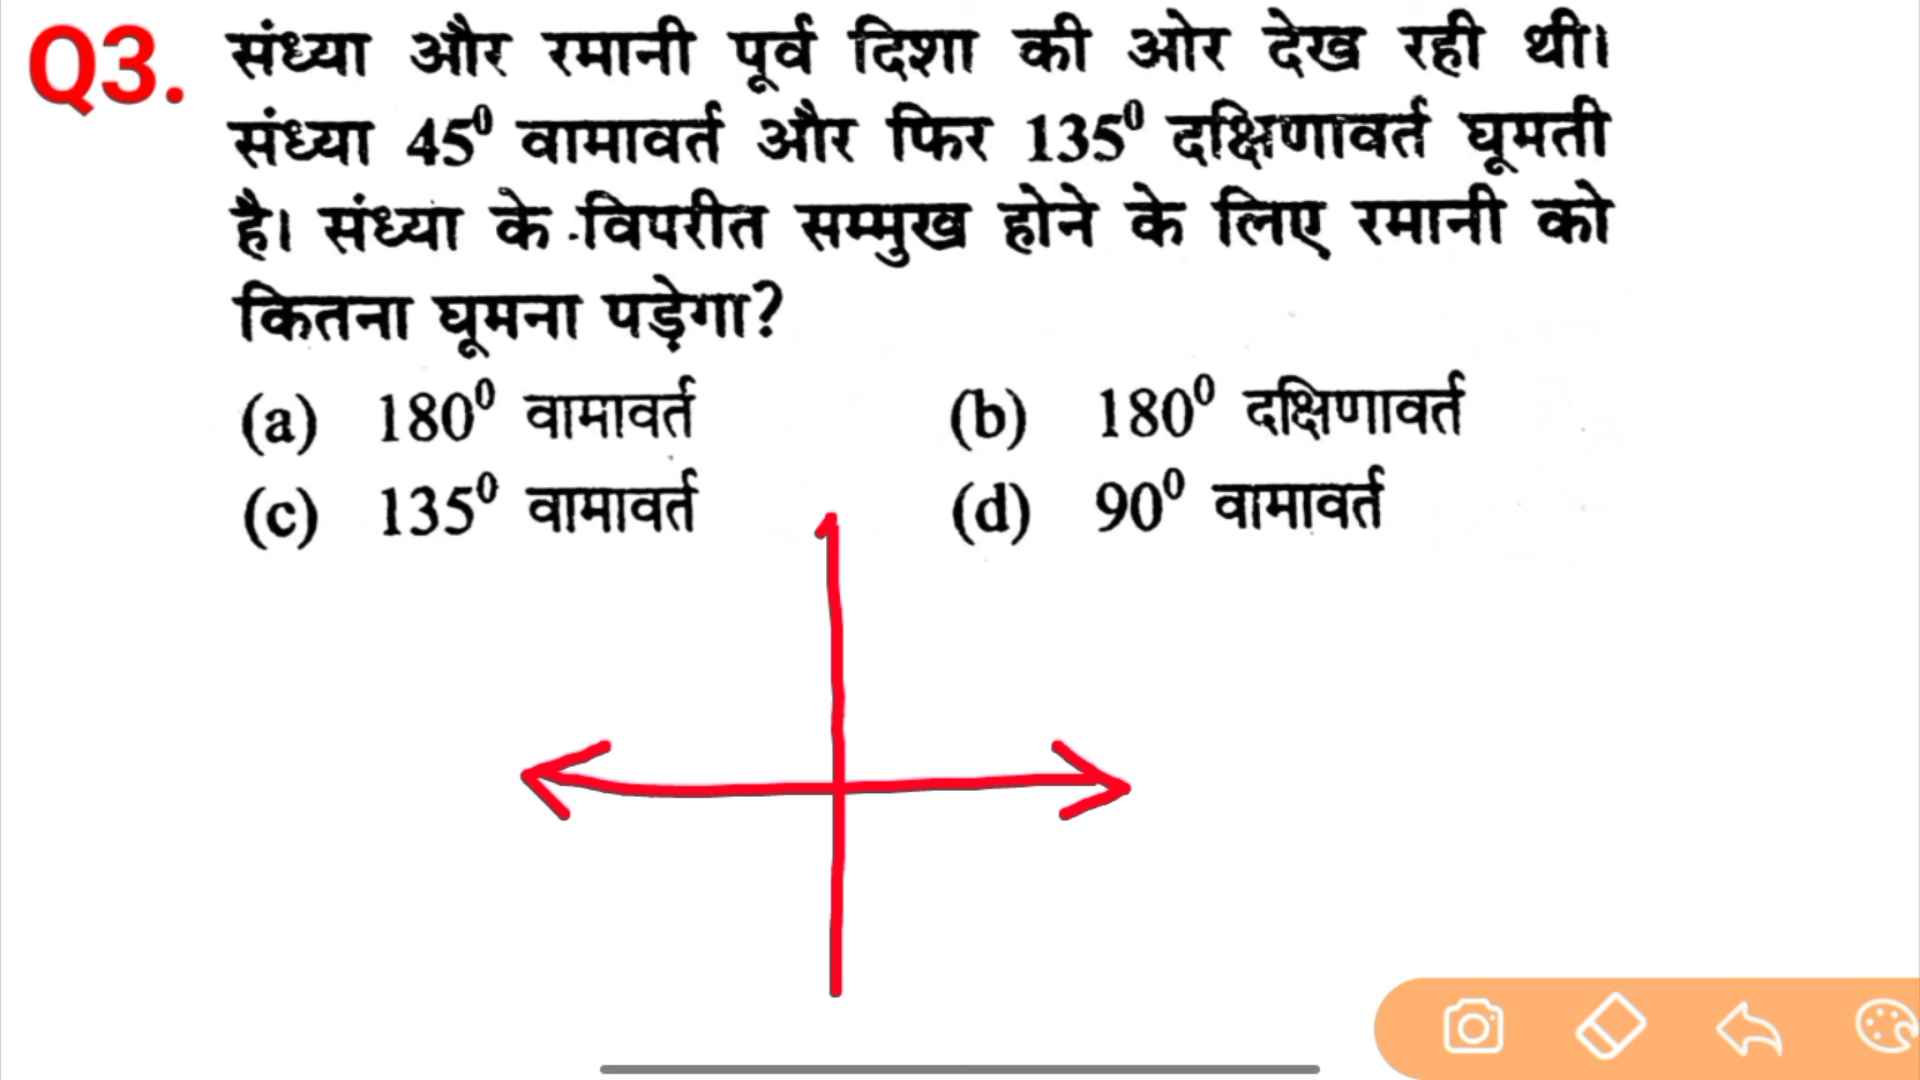 Q3. संध्या और रमानी पूर्व दिशा की ओर देख रही थी।
संध्या 45⁰ वामावर्त और फिर 135⁰ दक्षिणावर्त घूमती
है। संध्या के विपरीत सम्मुख होने के लिए रमानी को
कितना घूमना पड़ेगा?
(a) 180⁰ वामावर्त (b) 180⁰ दक्षिणावर्त
(c) 135⁰ वामावर्त (d) 90⁰ वामावर्त